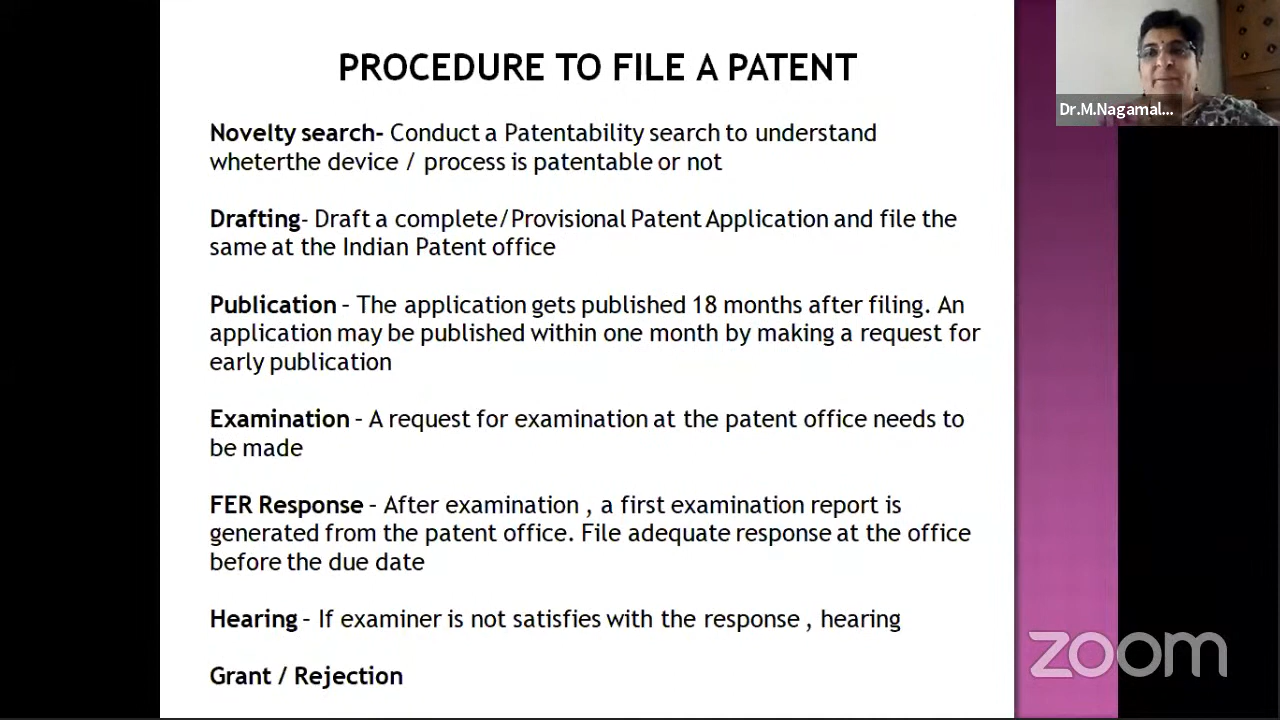 PROCEDURE TO FILE A PATENT
Dr.M.Nagamal...
Novelty search- Conduct a Patentability search to understand
wheterthe device / process is patentable or not
Drafting- Draft a complete/Provisional Patent Application and file the
same at the Indian Patent office
Publication – The application gets published 18 months after filing. An
application may be published within one month by making a request for
early publication
Examination – A request for examination at the patent office needs to
be made
FER Response – After examination , a first examination report is
generated from the patent office. File adequate response at the office
before the due date
Hearing – If examiner is not satisfies with the response , hearing
Grant / Rejection
zoom